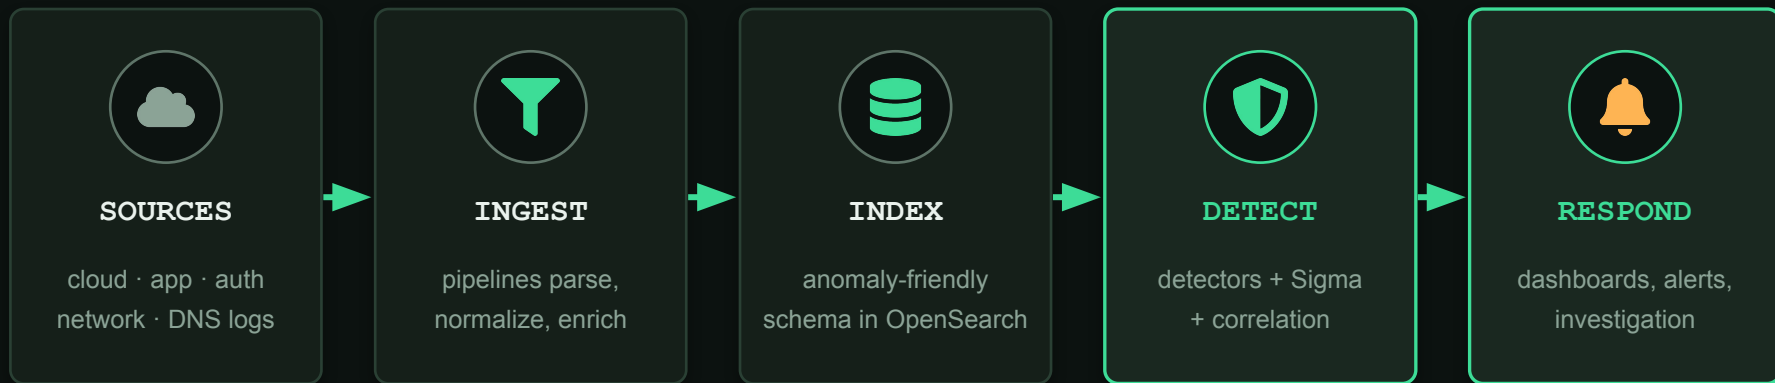 SOURCES
cloud · app · auth
network · DNS logs
INGEST
pipelines parse,
normalize, enrich
INDEX
anomaly-friendly
schema in OpenSearch
DETECT
detectors + Sigma
+ correlation
RESPOND
dashboards, alerts,
investigation